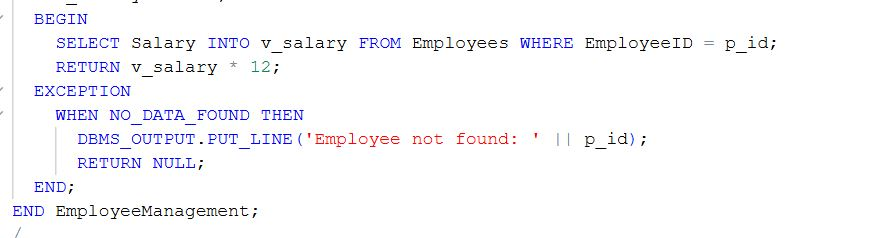 BEGIN
SELECT Salary INTO v_salary FROM Employees WHERE EmployeeID = p_id;
RETURN v_salary * 12;
EXCEPTION
WHEN NO_DATA_FOUND THEN
DBMS_OUTPUT.PUT_LINE('Employee not found: ' || p_id);
RETURN NULL;
END;
END EmployeeManagement;
/